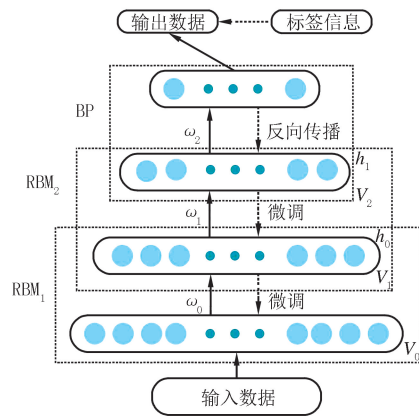 输出数据
标签信息
BP
ω₂
反向传播
h₁
RBM₂
V₂
ω₁
微调
h₀
V₁
RBM₁
ω₀
微调
V₀
输入数据